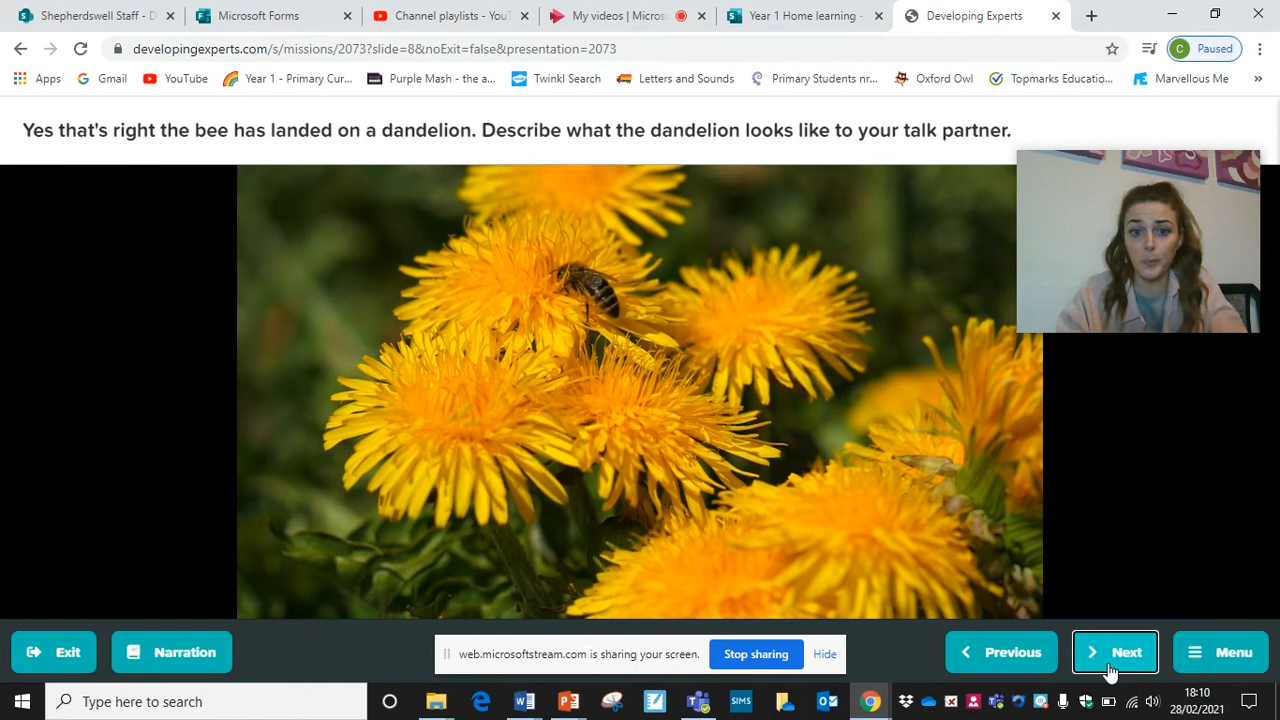 Shepherdswell Staff - D
Microsoft Forms
Channel playlists - YouT
My videos | Micros
Year 1 Home learning -
Developing Experts
developingexperts.com/s/missions/2073?slide=8&noExit=false&presentation=2073
C Paused
Apps
Gmail
YouTube
Year 1 - Primary Cur...
Purple Mash - the a...
Twinkl Search
Letters and Sounds
Primary Students nr...
Oxford Owl
Topmarks Educatio...
Marvellous Me
»
Yes that's right the bee has landed on a dandelion. Describe what the dandelion looks like to your talk partner.
Exit
Narration
web.microsoftstream.com is sharing your screen.
Stop sharing
Hide
Previous
Next
Menu
Type here to search
SIMS
18:10
28/02/2021